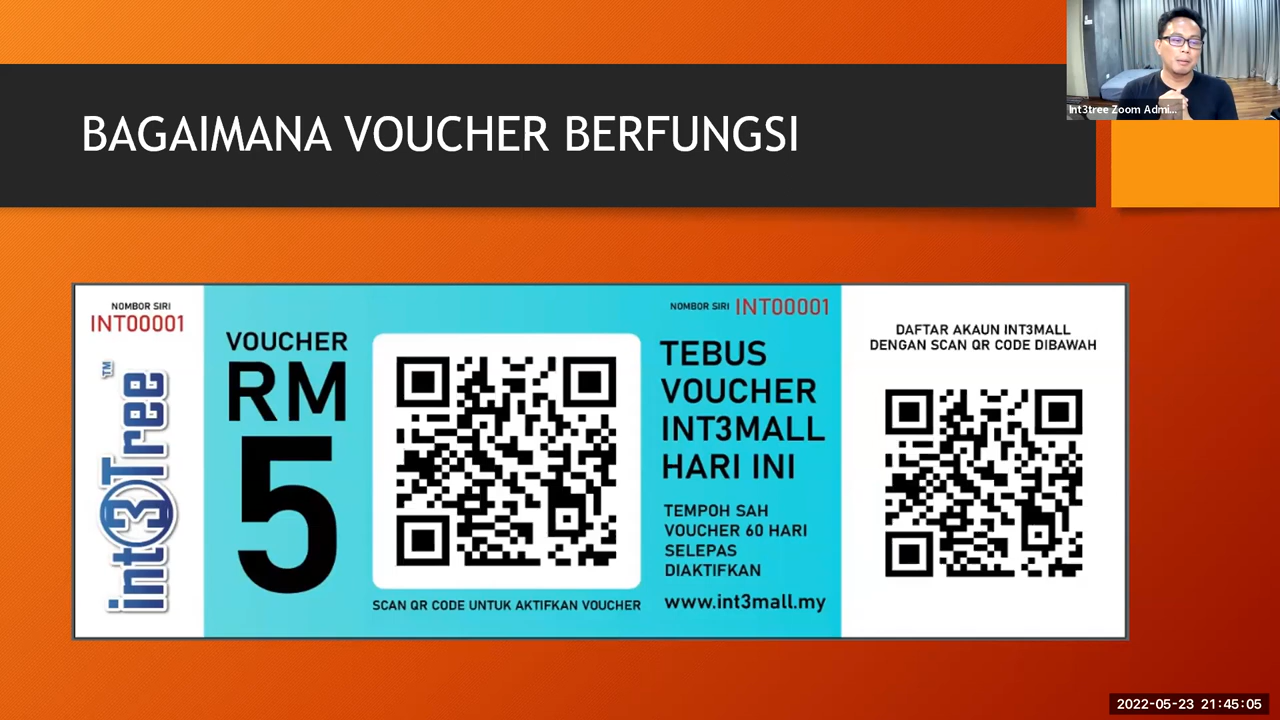 Int3tree Zoom Admi...
BAGAIMANA VOUCHER BERFUNGSI
NOMBOR SIRI
INT00001
int3Tree™
VOUCHER
RM
5
SCAN QR CODE UNTUK AKTIFKAN VOUCHER
NOMBOR SIRI INT00001
TEBUS
VOUCHER
INT3MALL
HARI INI
TEMPOH SAH
VOUCHER 60 HARI
SELEPAS
DIAKTIFKAN
www.int3mall.my
DAFTAR AKAUN INT3MALL
DENGAN SCAN QR CODE DIBAWAH
2022-05-23 21:45:05